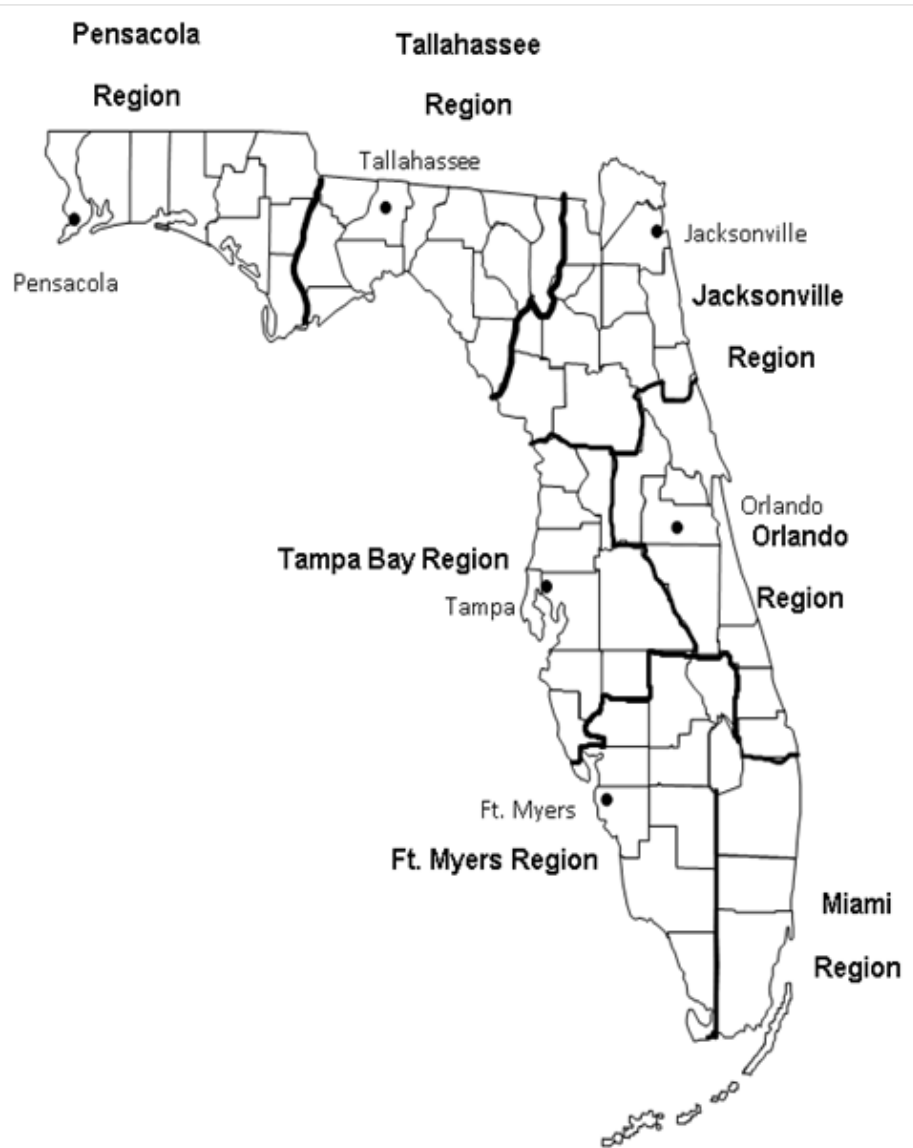 Pensacola
Region
Tallahassee
Region
Tallahassee
Pensacola
Jacksonville
Jacksonville
Region
Orlando
Orlando
Region
Tampa Bay Region
Tampa
Ft. Myers
Ft. Myers Region
Miami
Region